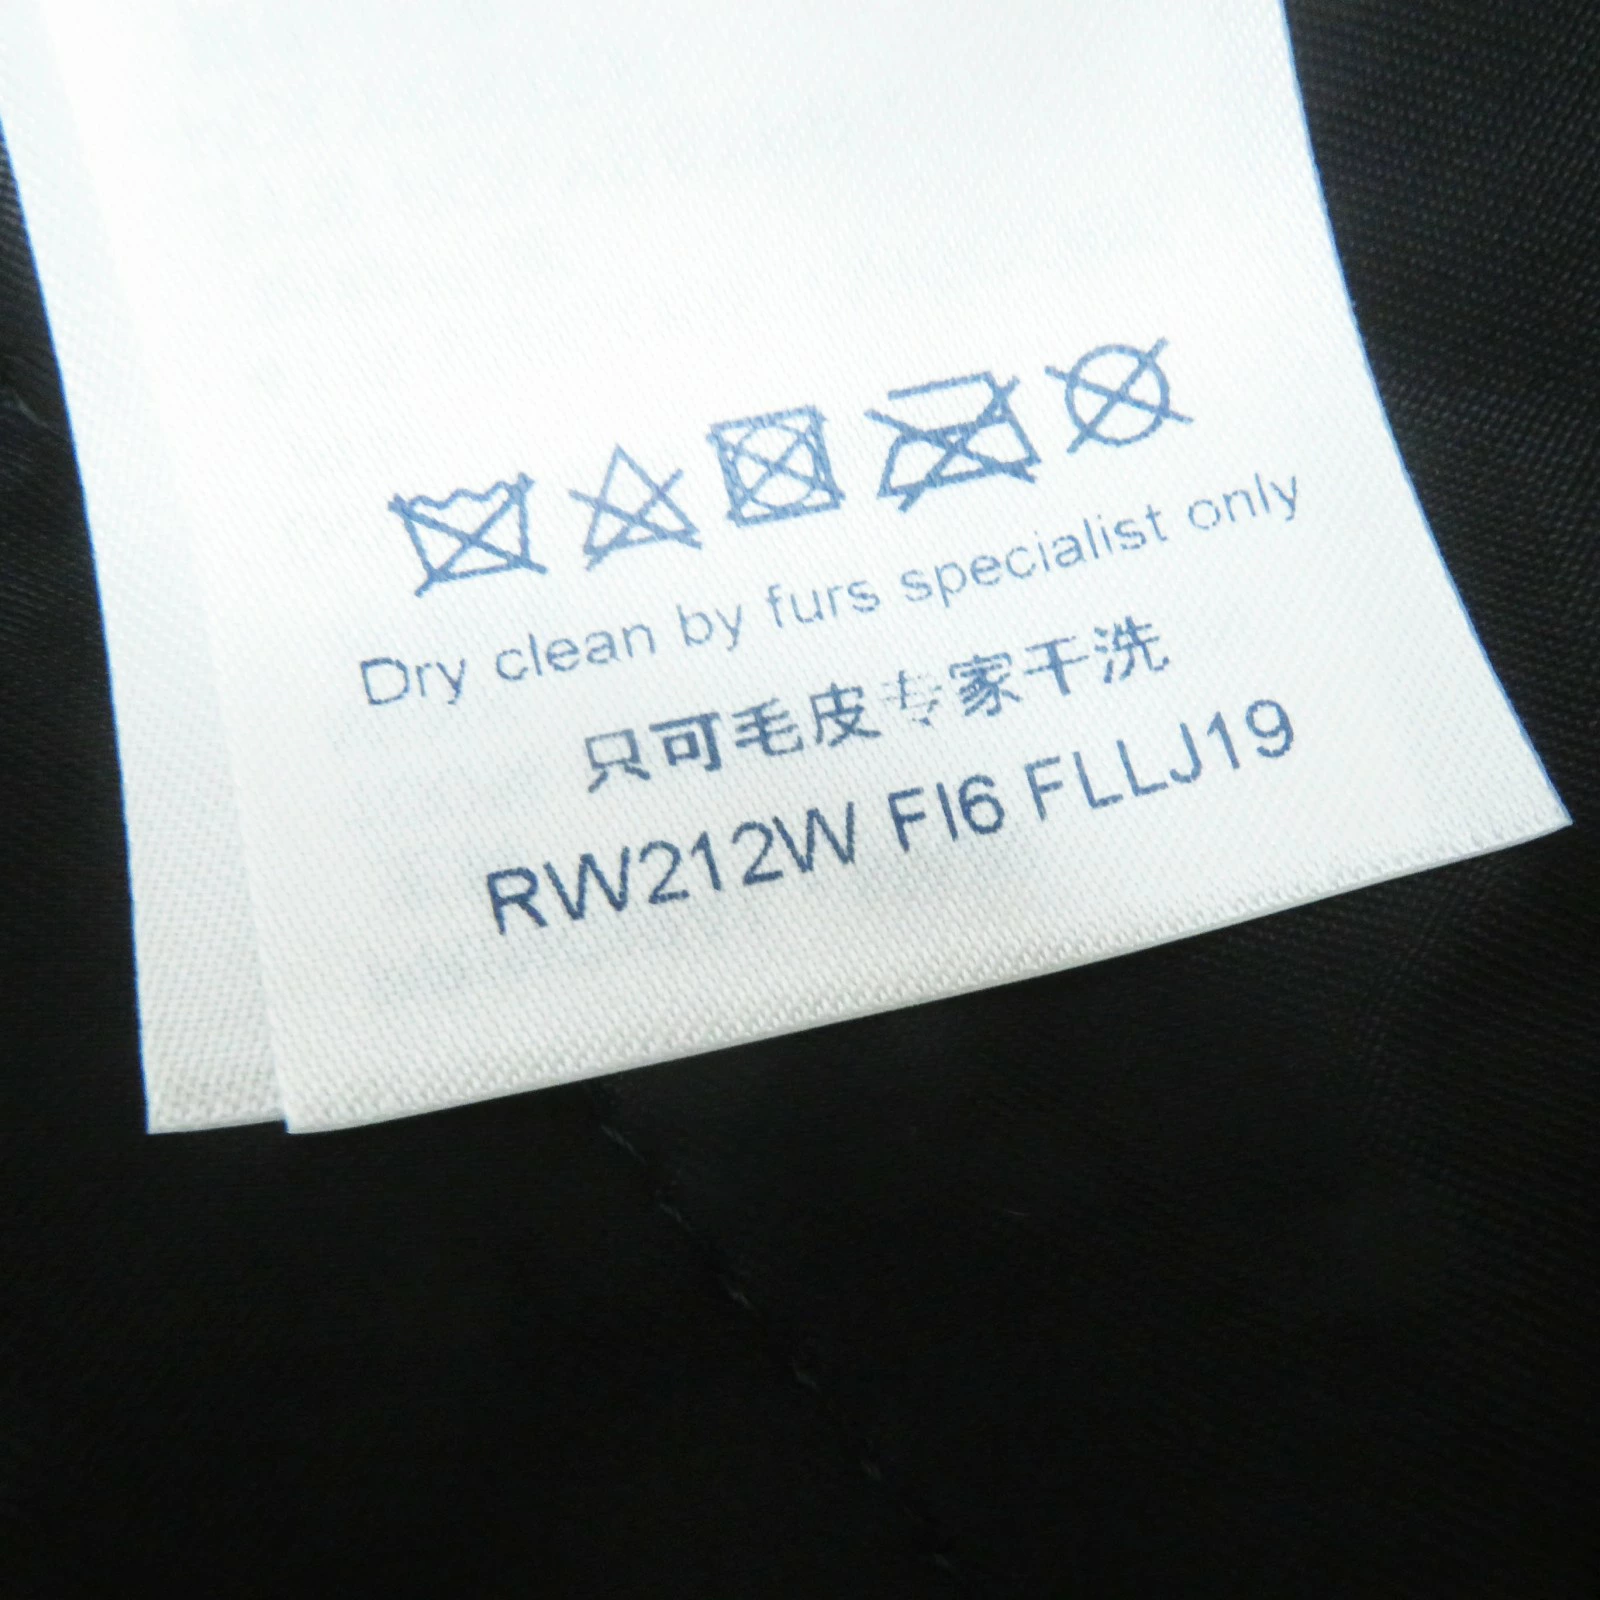 Dry clean by furs specialist only
只可毛皮专家干洗
RW212W FI6 FLLJ19